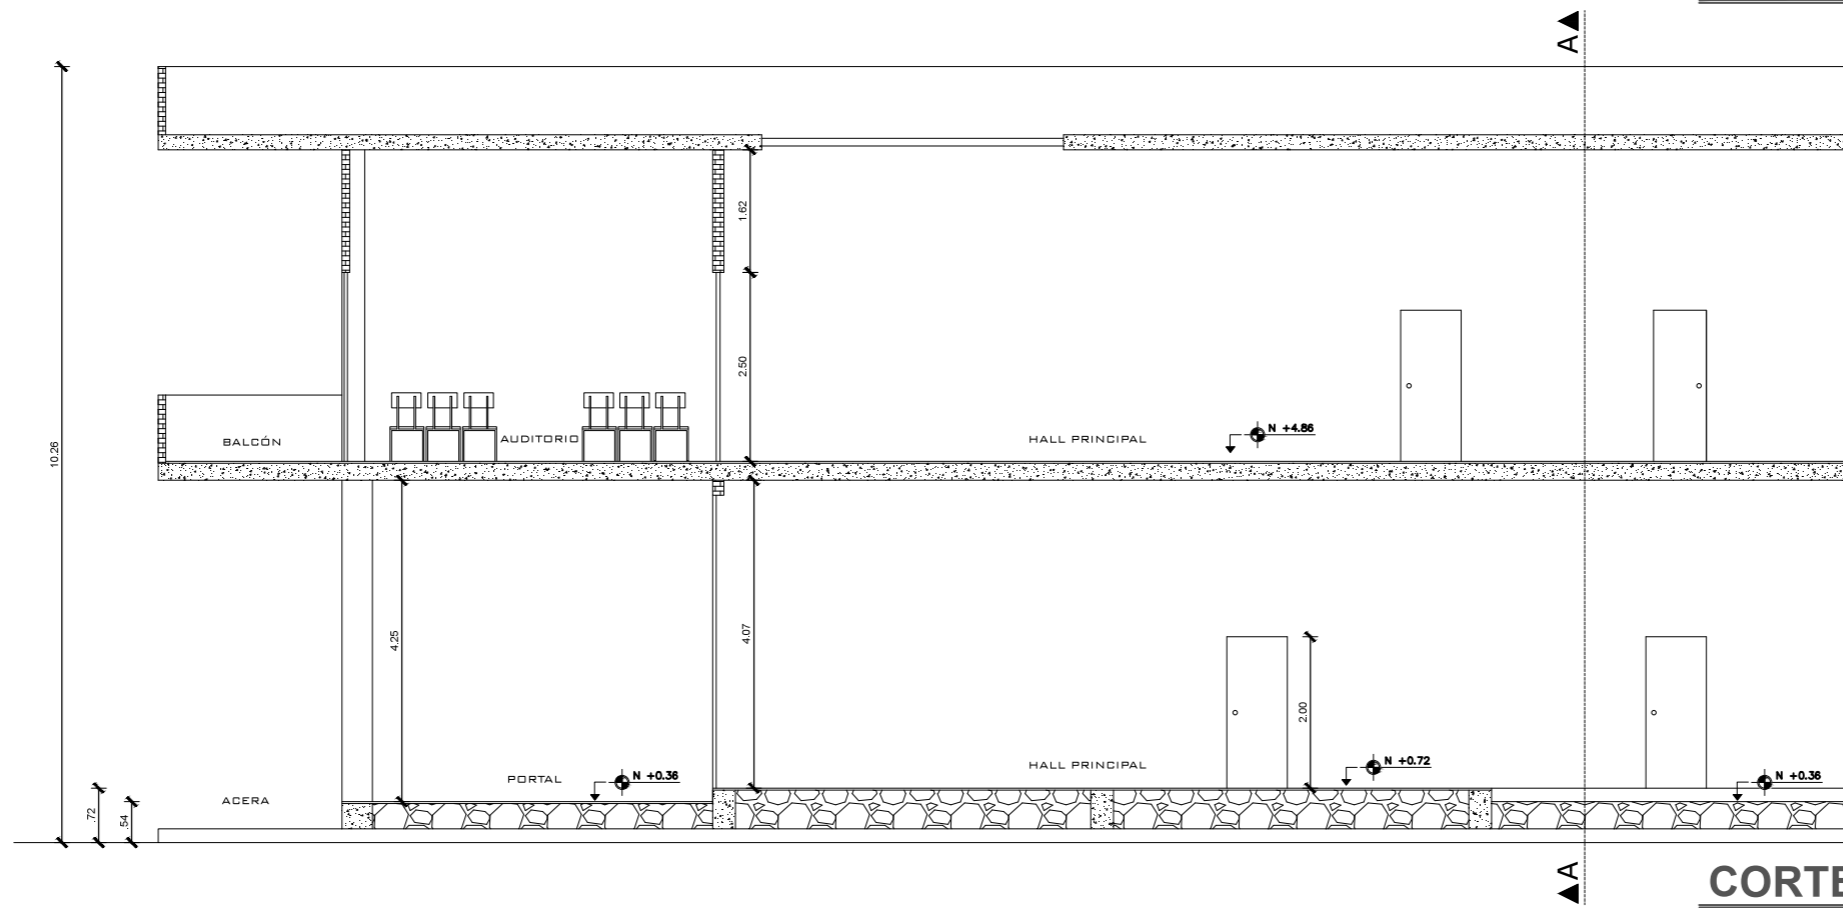 A
10.26
1.62
2.50
BALCÓN
AUDITORIO
HALL PRINCIPAL
N +4.86
4.25
4.07
2.00
PORTAL
N +0.36
HALL PRINCIPAL
N +0.72
N +0.36
ACERA
.72
.54
A
CORTE